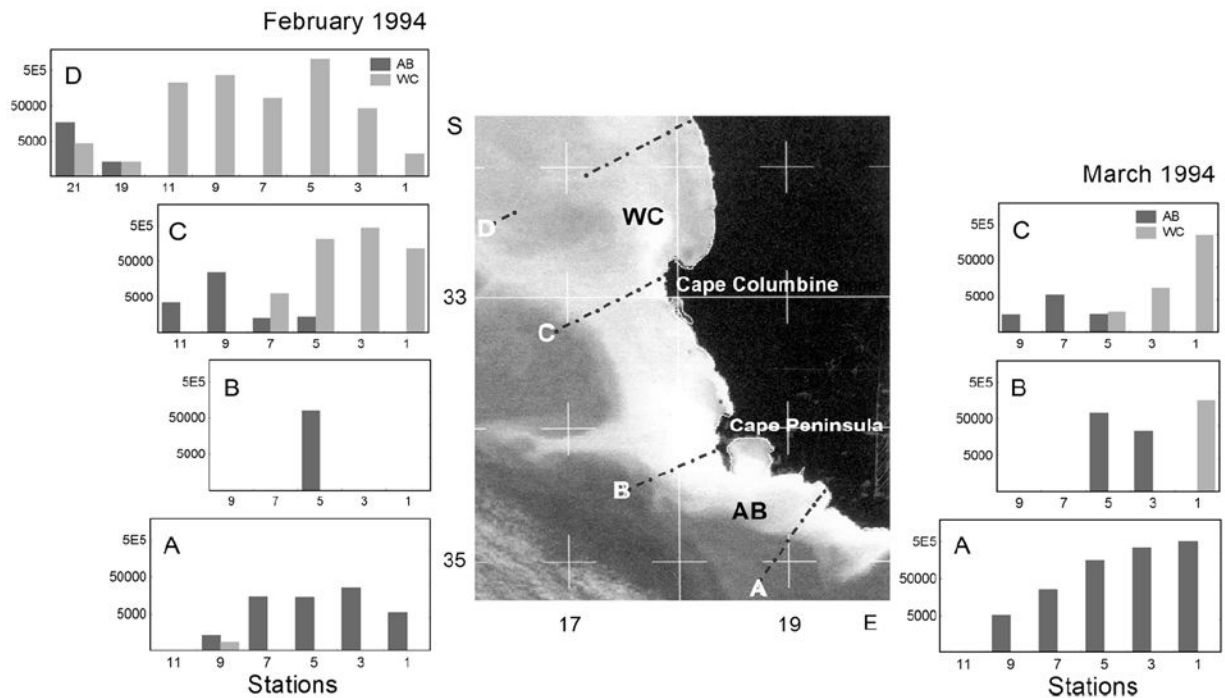 February 1994
D
AB
WC
5E5
50000
5000
21 19 11 9 7 5 3 1
C
5E5
50000
5000
11 9 7 5 3 1
B
5E5
50000
5000
9 7 5 3 1
A
5E5
50000
5000
11 9 7 5 3 1
Stations
S
33
35
17 19 E
WC
D
Cape Columbine
C
Cape Peninsula
B
AB
A
March 1994
C
AB
WC
5E5
50000
5000
9 7 5 3 1
B
5E5
50000
5000
9 7 5 3 1
A
5E5
50000
5000
11 9 7 5 3 1
Stations